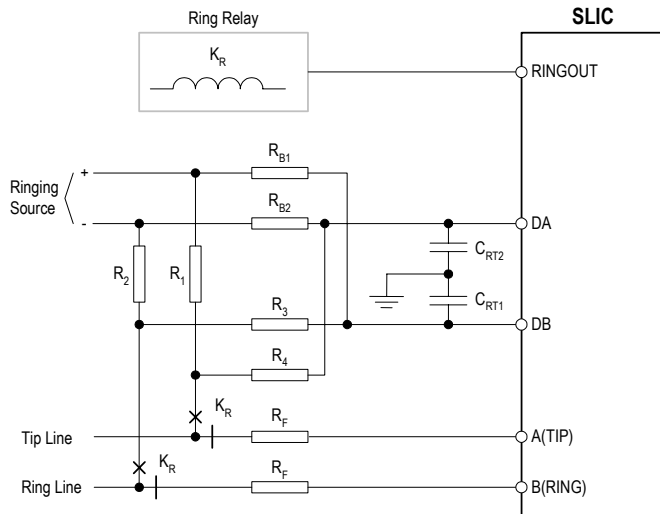 Ring Relay
SLIC
K_R
RINGOUT
R_B1
+
Ringing
Source
R_B2
-
DA
C_RT2
R_2
R_1
R_3
C_RT1
DB
R_4
K_R
R_F
Tip Line
A(TIP)
K_R
R_F
Ring Line
B(RING)